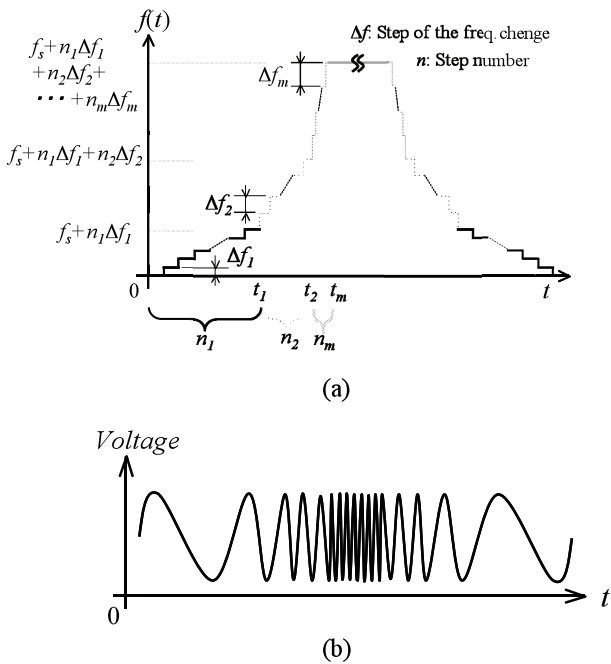 f(t)
Δf: Step of the freq. chenge
n: Step number
fs+n1Δf1
+n2Δf2+
··· +nmΔfm
Δfm
fs+n1Δf1+n2Δf2
Δf2
fs+n1Δf1
Δf1
0 t1 t2 tm t
n1 n2 nm
(a)
Voltage
0 t
(b)